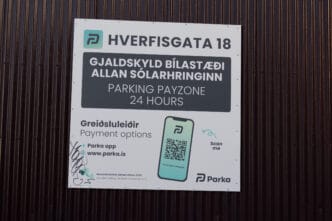 HVERFISGATA 18
GJALDSKYLD BÍLASTÆÐI
ALLAN SÓLARHRINGINN
PARKING PAYZONE
24 HOURS
Greiðsluleiðir
Payment options
Parka app
www.parka.is
Scan
me
Parka